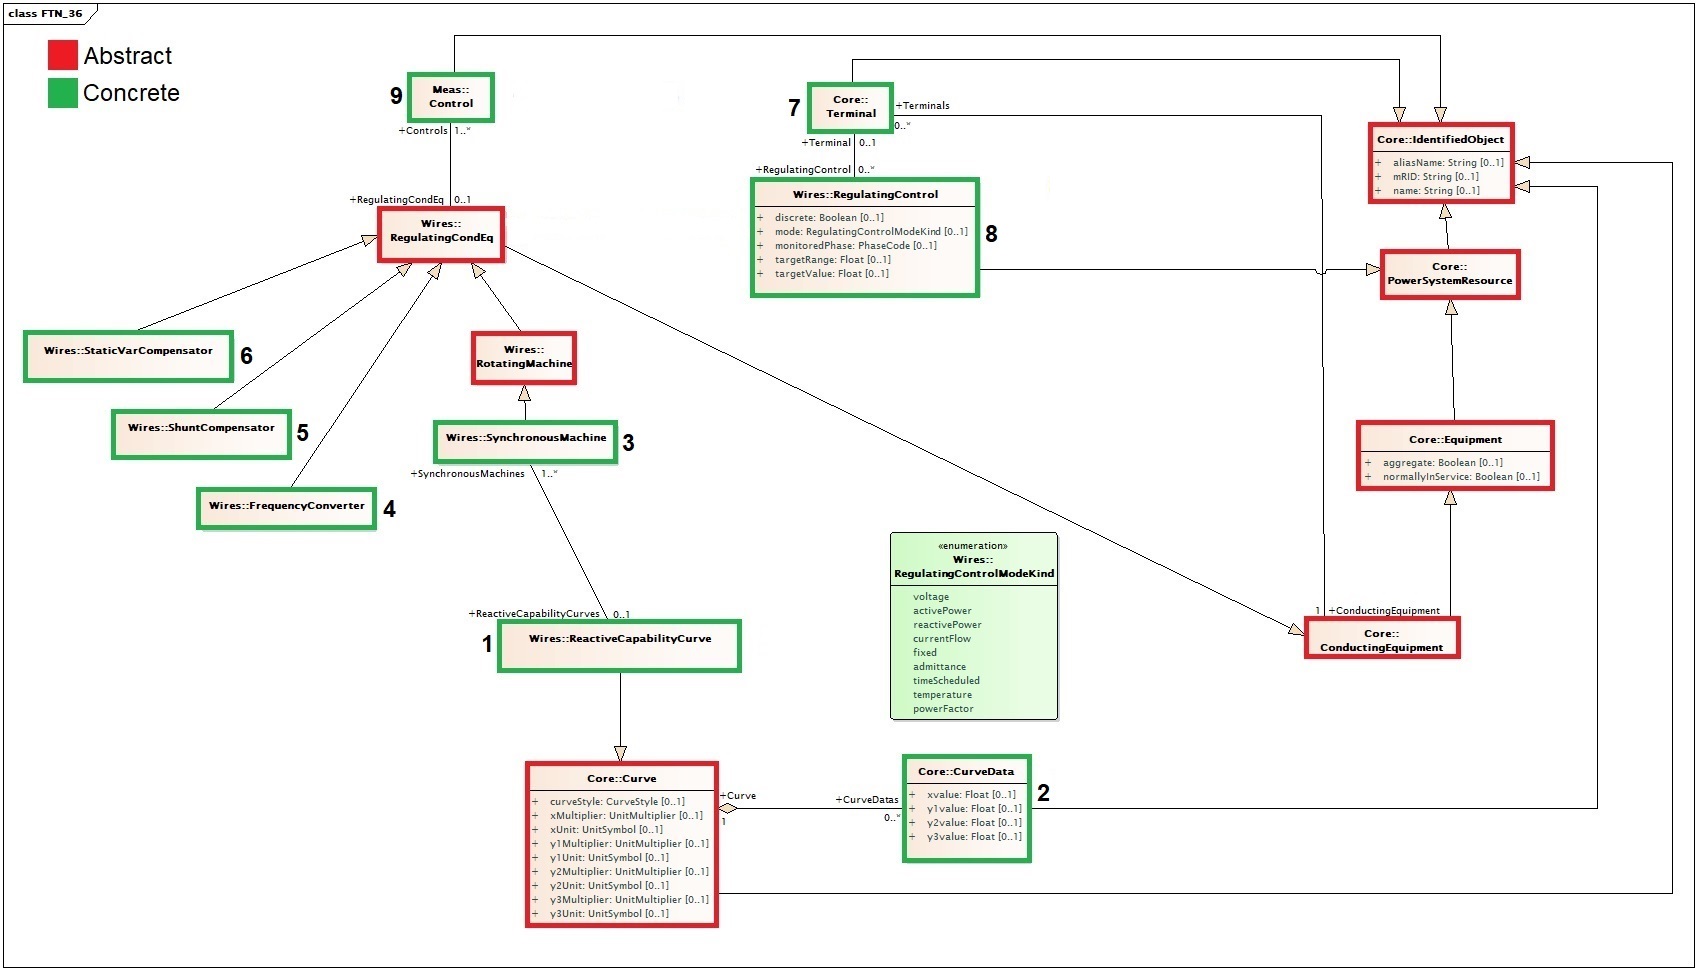 class FTN_36
Abstract
Concrete
9
Meas::
Control
+Controls
1..*
+RegulatingCondEq
0..1
Wires::
RegulatingCondEq
7
Core::
Terminal
+Terminals
0..*
+Terminal
0..1
+RegulatingControl
0..*
Wires::RegulatingControl
+ discrete: Boolean [0..1]
+ mode: RegulatingControlModeKind [0..1]
+ monitoredPhase: PhaseCode [0..1]
+ targetRange: Float [0..1]
+ targetValue: Float [0..1]
8
Core::IdentifiedObject
+ aliasName: String [0..1]
+ mRID: String [0..1]
+ name: String [0..1]
Core::
PowerSystemResource
Wires::StaticVarCompensator
6
Wires::
RotatingMachine
Wires::ShuntCompensator
5
Wires::SynchronousMachine
3
+SynchronousMachines
1..*
Wires::FrequencyConverter
4
Core::Equipment
+ aggregate: Boolean [0..1]
+ normallyInService: Boolean [0..1]
«enumeration»
Wires::
RegulatingControlModeKind
voltage
activePower
reactivePower
currentFlow
fixed
admittance
timeScheduled
temperature
powerFactor
1
+ConductingEquipment
Core::
ConductingEquipment
+ReactiveCapabilityCurves
0..1
1
Wires::ReactiveCapabilityCurve
Core::Curve
+ curveStyle: CurveStyle [0..1]
+ xMultiplier: UnitMultiplier [0..1]
+ xUnit: UnitSymbol [0..1]
+ y1Multiplier: UnitMultiplier [0..1]
+ y1Unit: UnitSymbol [0..1]
+ y2Multiplier: UnitMultiplier [0..1]
+ y2Unit: UnitSymbol [0..1]
+ y3Multiplier: UnitMultiplier [0..1]
+ y3Unit: UnitSymbol [0..1]
+Curve
1
+CurveDatas
0..*
Core::CurveData
+ xvalue: Float [0..1]
+ y1value: Float [0..1]
+ y2value: Float [0..1]
+ y3value: Float [0..1]
2